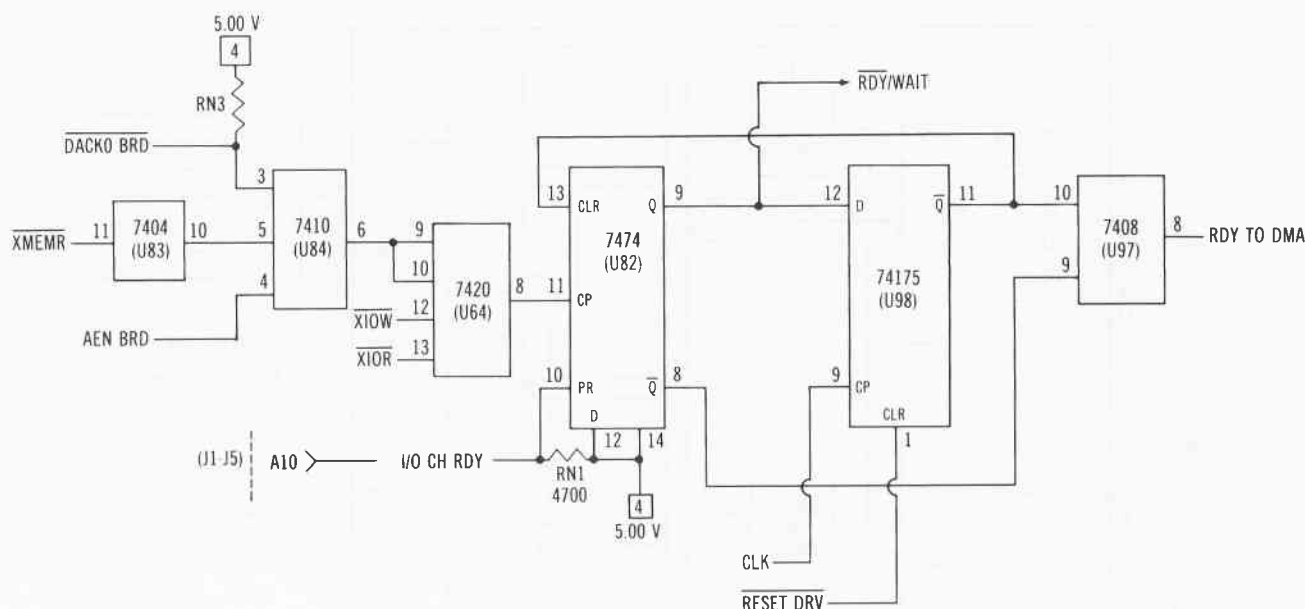 5.00 V
4
RN3
DACK0 BRD
3
XMEMR
11
7404
(U83)
10
5
7410
(U84)
6
4
AEN BRD
9
10
XIOW
12
XIOR
13
7420
(U64)
8
11
13
CLR
Q
9
7474
(U82)
CP
10
PR
Q
8
D
12
14
(J1-J5)
A10
I/O CH RDY
RN1
4700
4
5.00 V
RDY/WAIT
12
D
Q
11
74175
(U98)
9
CP
CLR
1
CLK
RESET DRV
10
7408
(U97)
9
8
RDY TO DMA